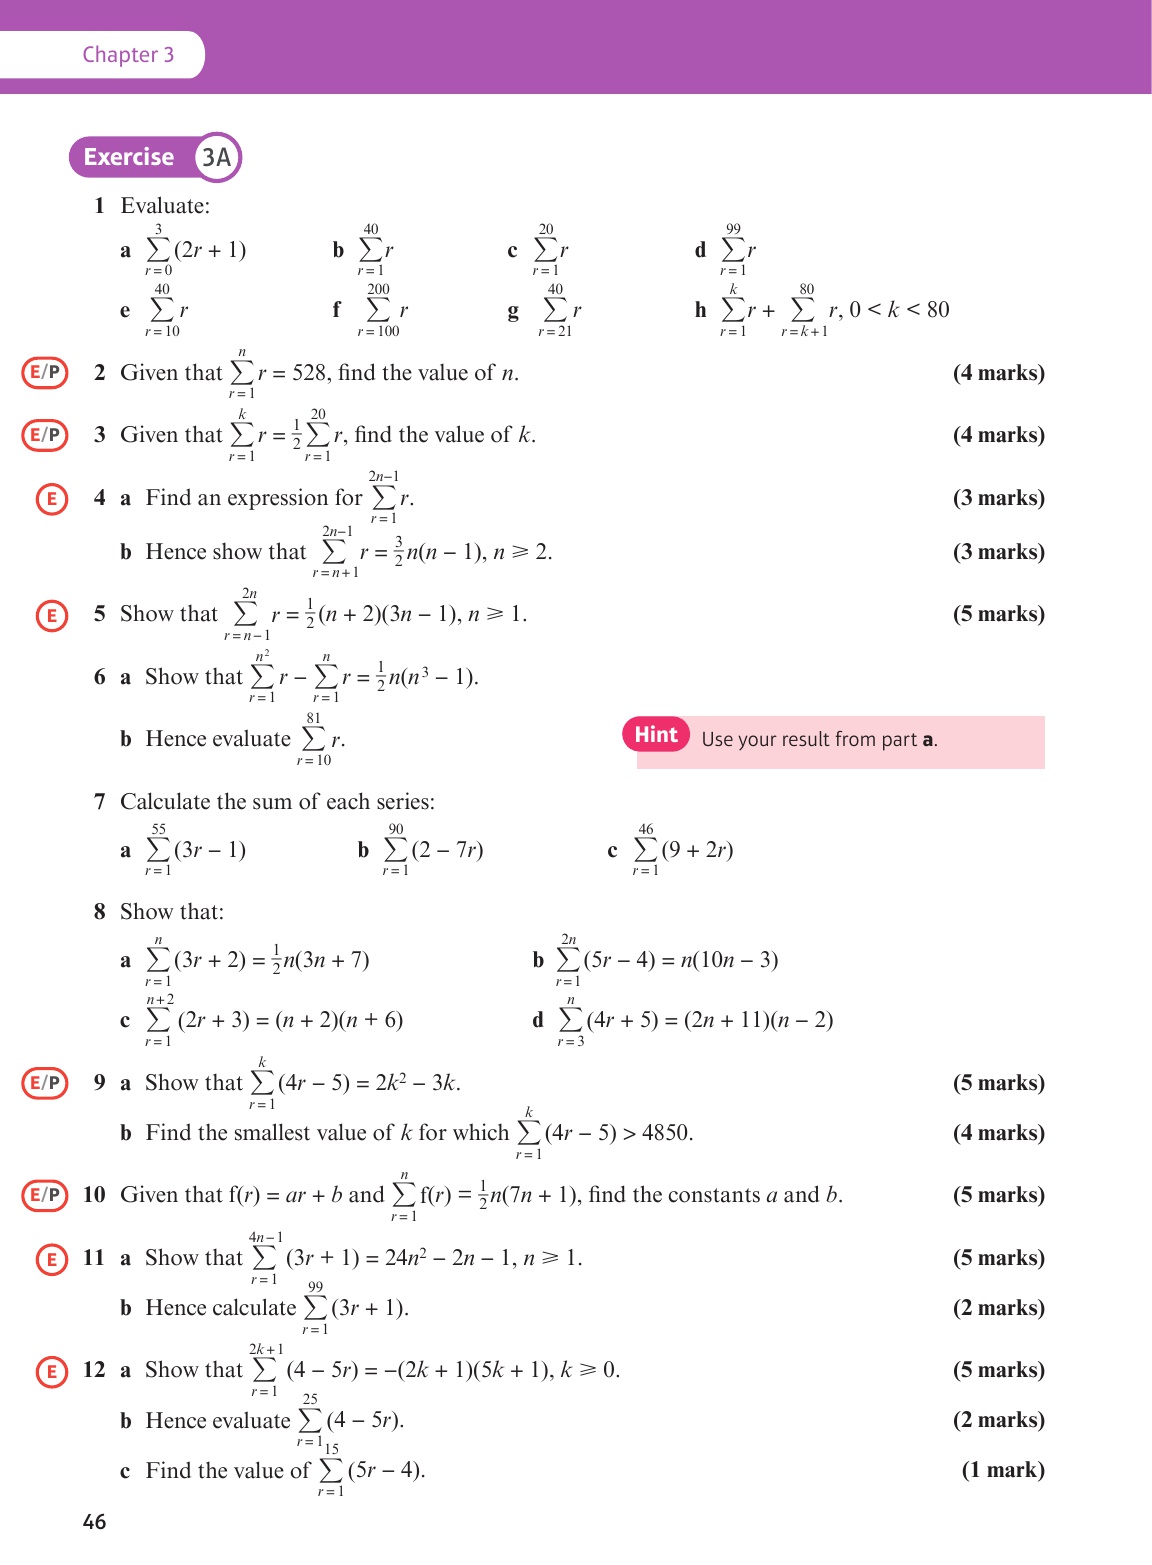 Chapter 3
Exercise 3A
1 Evaluate:
a $\sum_{r=0}^{3}(2r + 1)$ b $\sum_{r=1}^{40} r$ c $\sum_{r=1}^{20} r$ d $\sum_{r=1}^{99} r$
e $\sum_{r=10}^{40} r$ f $\sum_{r=100}^{200} r$ g $\sum_{r=21}^{40} r$ h $\sum_{r=1}^{k} r + \sum_{r=k+1}^{80} r$, 0 < k < 80
E/P 2 Given that $\sum_{r=1}^{n} r = 528$, find the value of n. (4 marks)
E/P 3 Given that $\sum_{r=1}^{k} r = \frac{1}{2}\sum_{r=1}^{20} r$, find the value of k. (4 marks)
E 4 a Find an expression for $\sum_{r=1}^{2n-1} r$. (3 marks)
b Hence show that $\sum_{r=n+1}^{2n-1} r = \frac{3}{2}n(n - 1)$, n ⩾ 2. (3 marks)
E 5 Show that $\sum_{r=n-1}^{2n} r = \frac{1}{2}(n + 2)(3n - 1)$, n ⩾ 1. (5 marks)
6 a Show that $\sum_{r=1}^{n^2} r - \sum_{r=1}^{n} r = \frac{1}{2}n(n^3 - 1)$.
b Hence evaluate $\sum_{r=10}^{81} r$. Hint Use your result from part a.
7 Calculate the sum of each series:
a $\sum_{r=1}^{55}(3r - 1)$ b $\sum_{r=1}^{90}(2 - 7r)$ c $\sum_{r=1}^{46}(9 + 2r)$
8 Show that:
a $\sum_{r=1}^{n}(3r + 2) = \frac{1}{2}n(3n + 7)$ b $\sum_{r=1}^{2n}(5r - 4) = n(10n - 3)$
c $\sum_{r=1}^{n+2}(2r + 3) = (n + 2)(n + 6)$ d $\sum_{r=3}^{n}(4r + 5) = (2n + 11)(n - 2)$
E/P 9 a Show that $\sum_{r=1}^{k}(4r - 5) = 2k^2 - 3k$. (5 marks)
b Find the smallest value of k for which $\sum_{r=1}^{k}(4r - 5) > 4850$. (4 marks)
E/P 10 Given that f(r) = ar + b and $\sum_{r=1}^{n} f(r) = \frac{1}{2}n(7n + 1)$, find the constants a and b. (5 marks)
E 11 a Show that $\sum_{r=1}^{4n-1}(3r + 1) = 24n^2 - 2n - 1$, n ⩾ 1. (5 marks)
b Hence calculate $\sum_{r=1}^{99}(3r + 1)$. (2 marks)
E 12 a Show that $\sum_{r=1}^{2k+1}(4 - 5r) = -(2k + 1)(5k + 1)$, k ⩾ 0. (5 marks)
b Hence evaluate $\sum_{r=1}^{25}(4 - 5r)$. (2 marks)
c Find the value of $\sum_{r=1}^{15}(5r - 4)$. (1 mark)
46